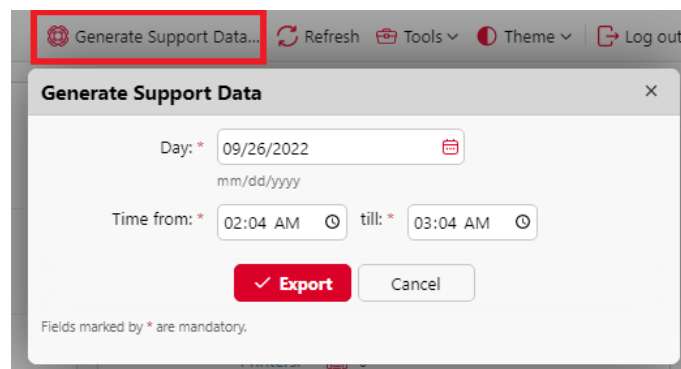 Generate Support Data... Refresh Tools Theme Log out
Generate Support Data
Day: * 09/26/2022
mm/dd/yyyy
Time from: * 02:04 AM till: * 03:04 AM
Export Cancel
Fields marked by * are mandatory.